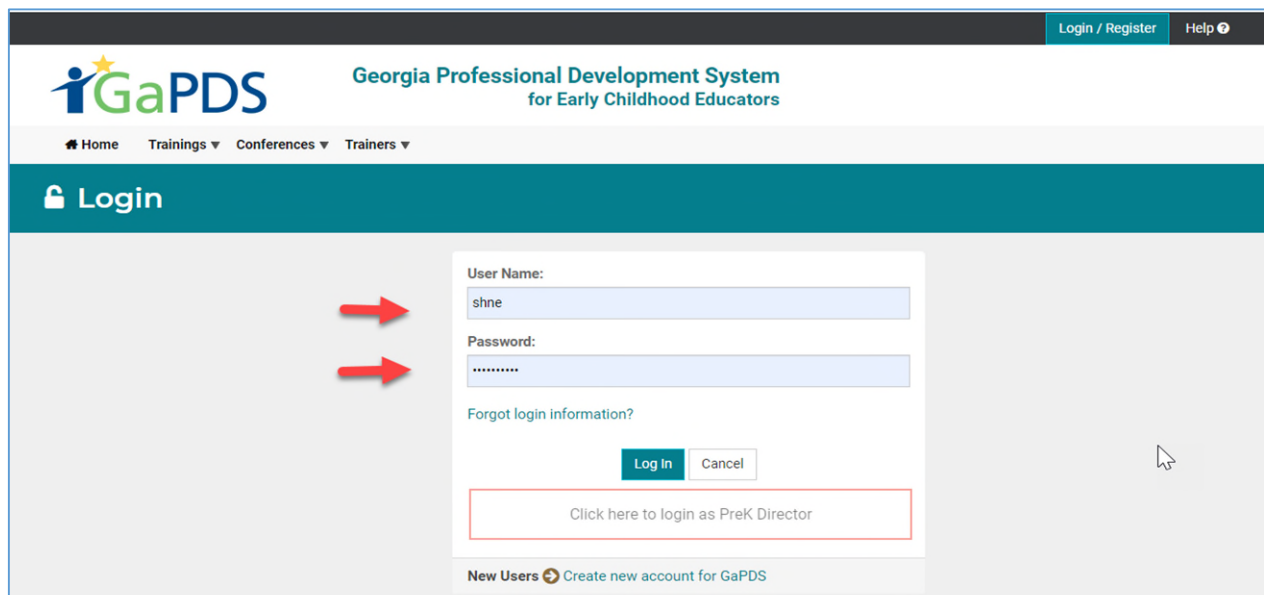 Login / Register Help
GaPDS
Georgia Professional Development System
for Early Childhood Educators
Home Trainings Conferences Trainers
Login
User Name:
shne
Password:
••••••••••
Forgot login information?
Log In Cancel
Click here to login as PreK Director
New Users Create new account for GaPDS